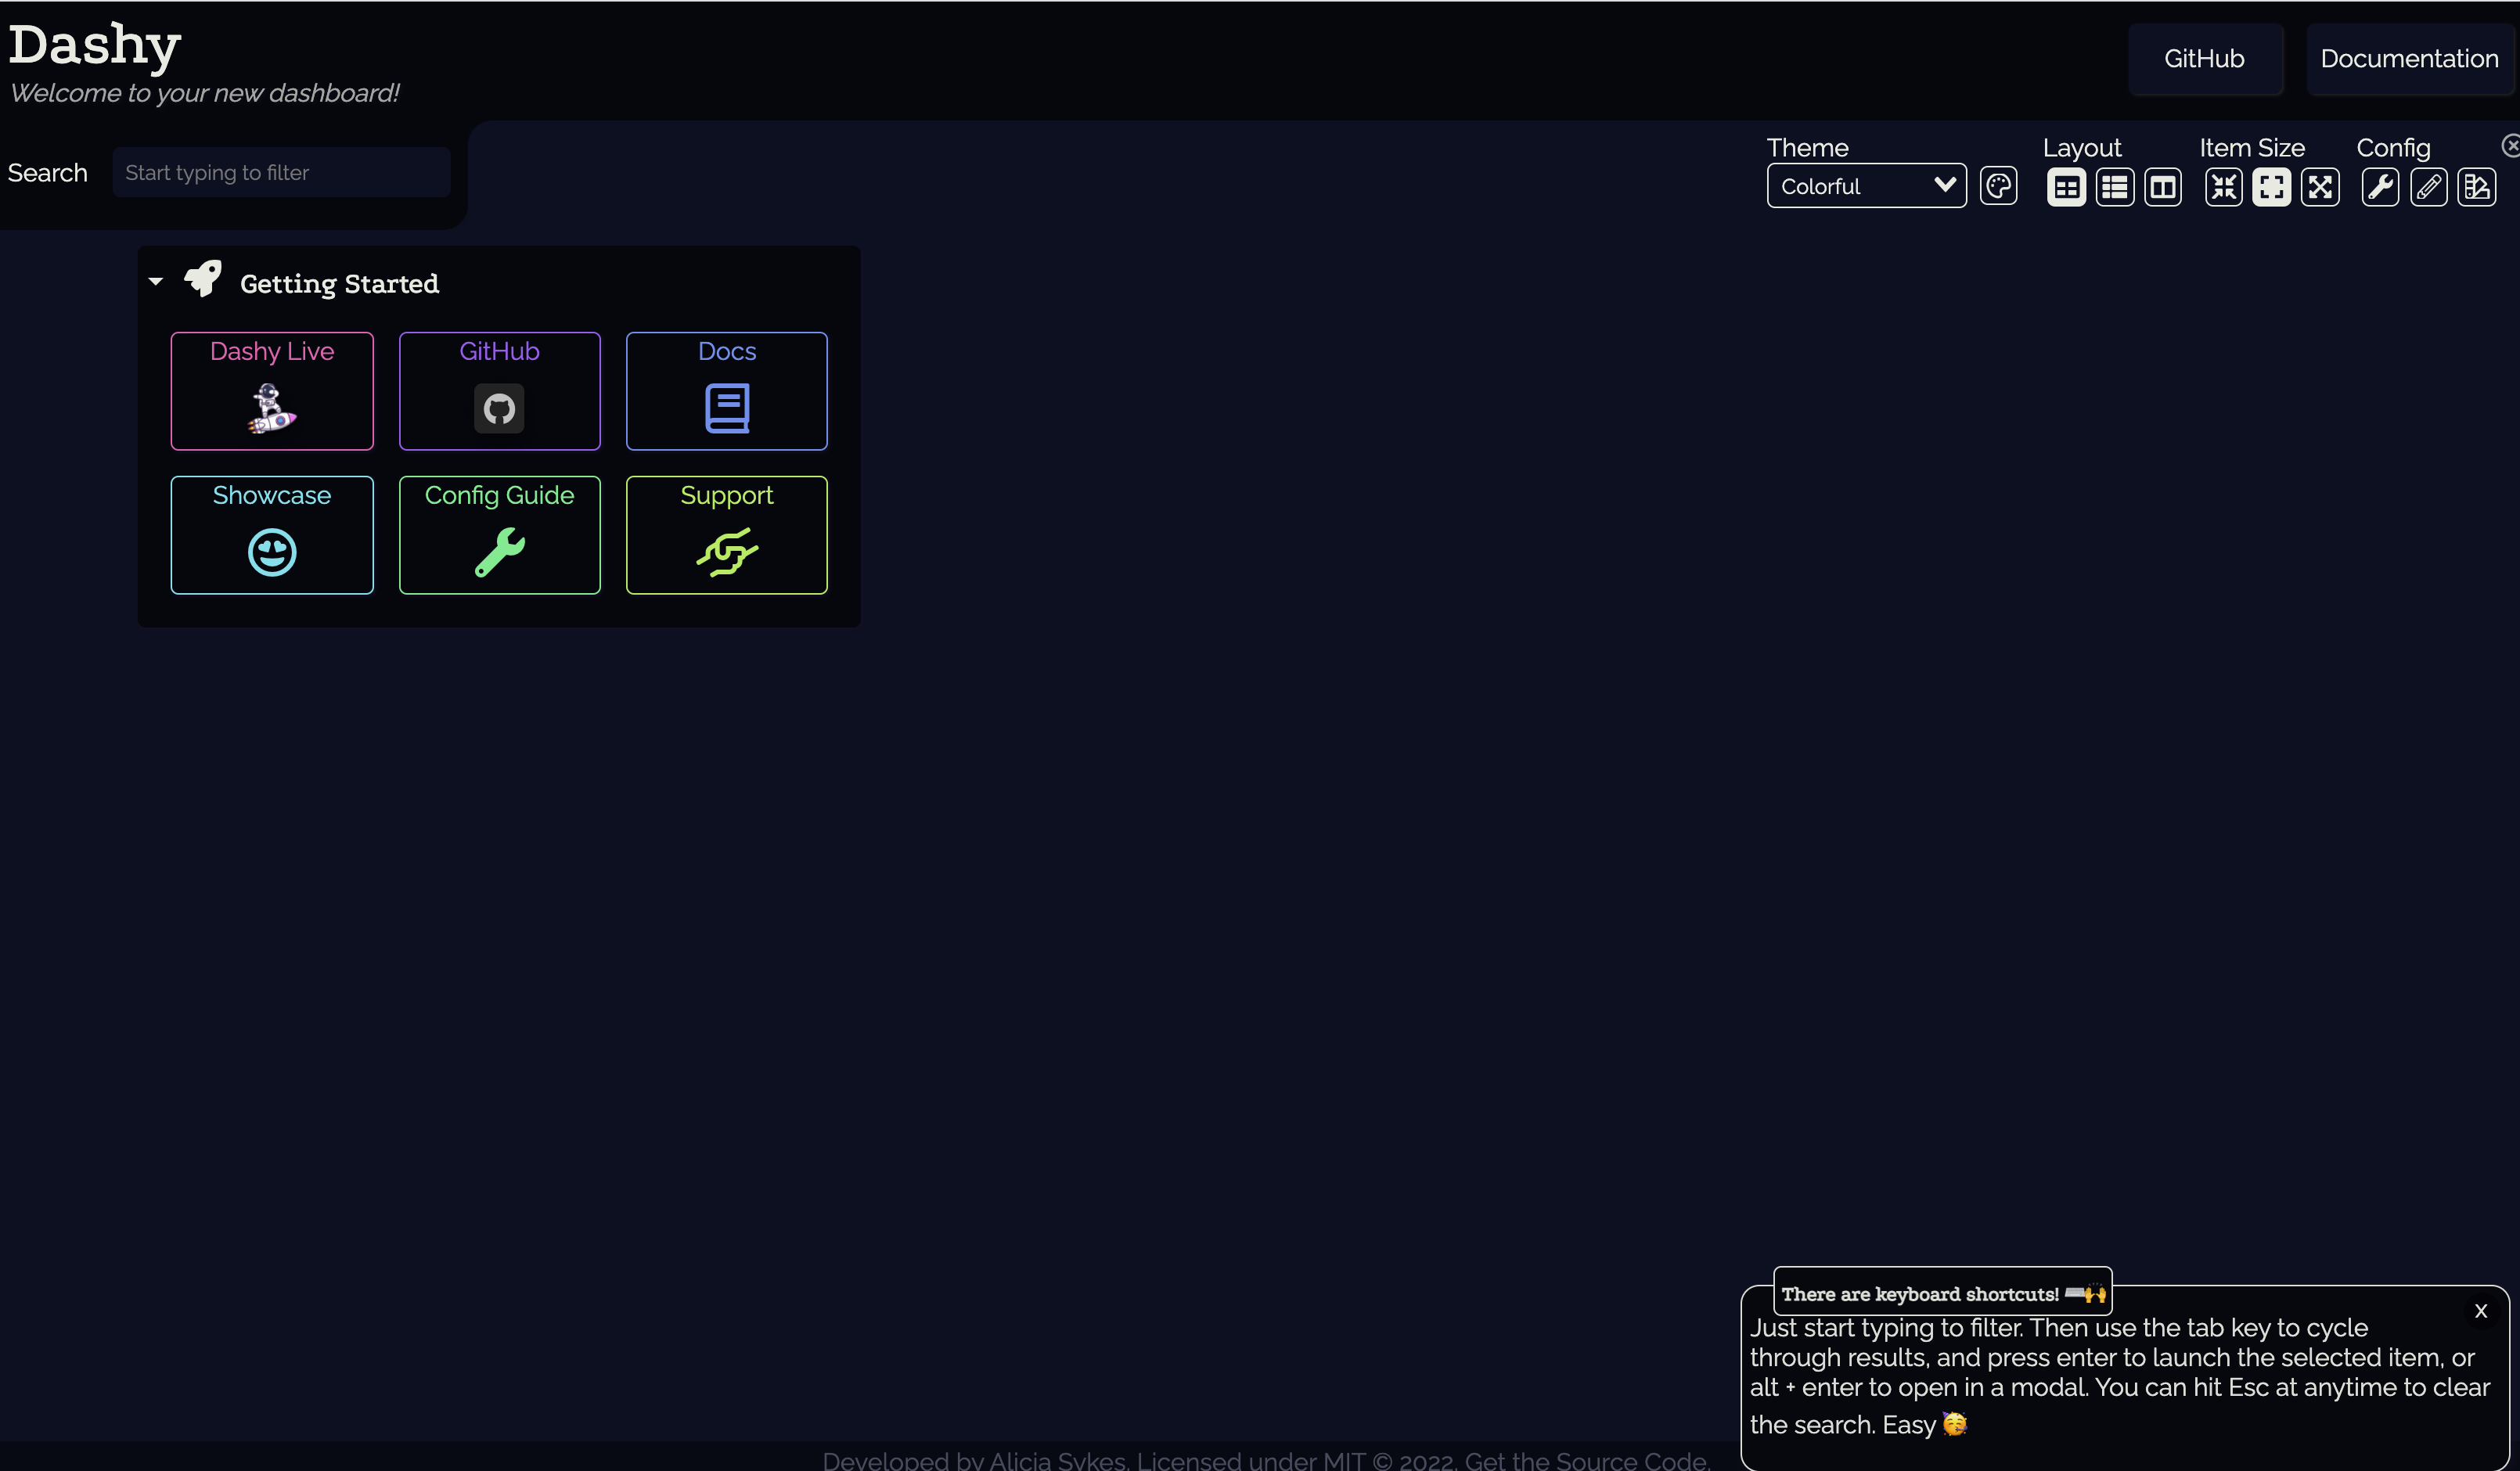 Dashy
Welcome to your new dashboard!
GitHub
Documentation
Search
Start typing to filter
Theme
Colorful
Layout
Item Size
Config
Getting Started
Dashy Live
GitHub
Docs
Showcase
Config Guide
Support
There are keyboard shortcuts! ⌨️🙌
X
Just start typing to filter. Then use the tab key to cycle
through results, and press enter to launch the selected item, or
alt + enter to open in a modal. You can hit Esc at anytime to clear
the search. Easy 🥳
Developed by Alicia Sykes. Licensed under MIT © 2022. Get the Source Code.